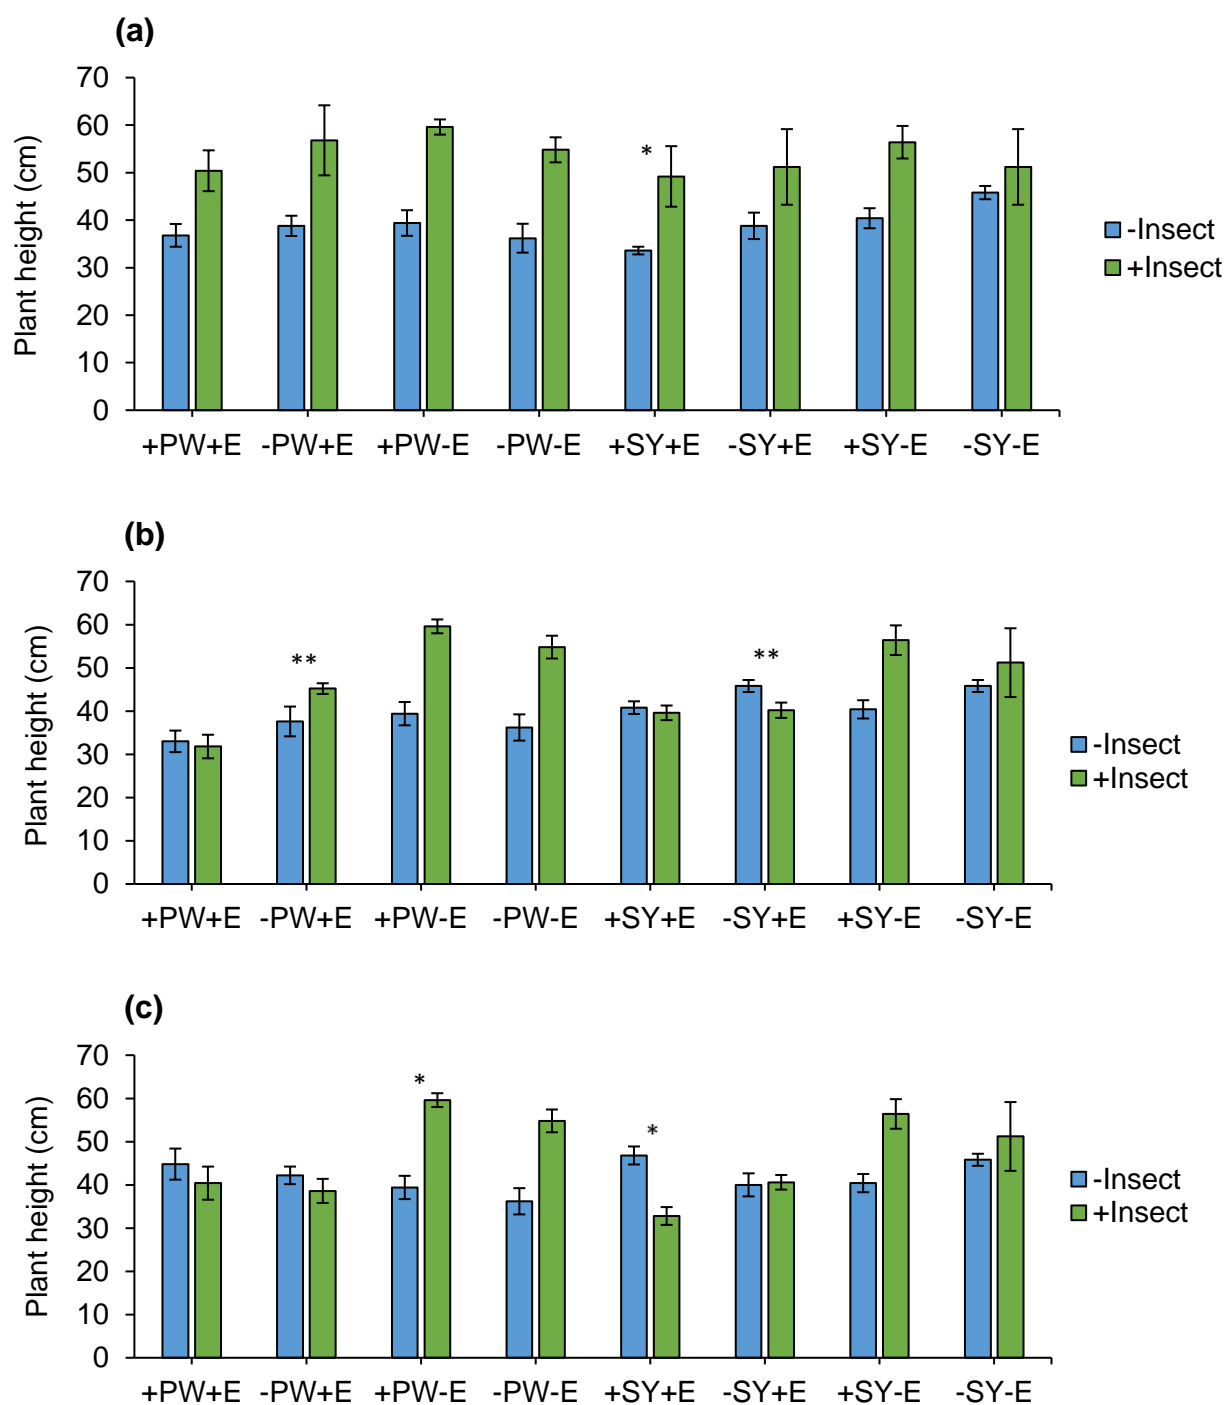 (a)
Plant height (cm)
70
60
50
40
30
20
10
0
*
+PW+E -PW+E +PW-E -PW-E +SY+E -SY+E +SY-E -SY-E
-Insect
+Insect
(b)
Plant height (cm)
70
60
50
40
30
20
10
0
** **
+PW+E -PW+E +PW-E -PW-E +SY+E -SY+E +SY-E -SY-E
-Insect
+Insect
(c)
Plant height (cm)
70
60
50
40
30
20
10
0
* *
+PW+E -PW+E +PW-E -PW-E +SY+E -SY+E +SY-E -SY-E
-Insect
+Insect